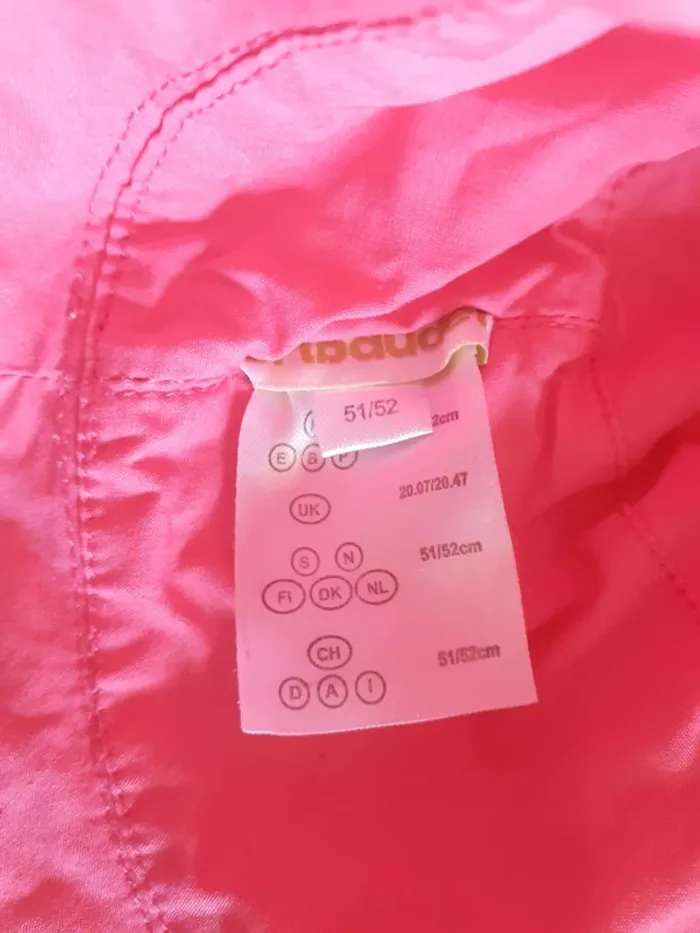 51/52
2cm
E B P
UK 20.07/20.47
S N 51/52cm
FI DK NL
CH 51/52cm
D A I